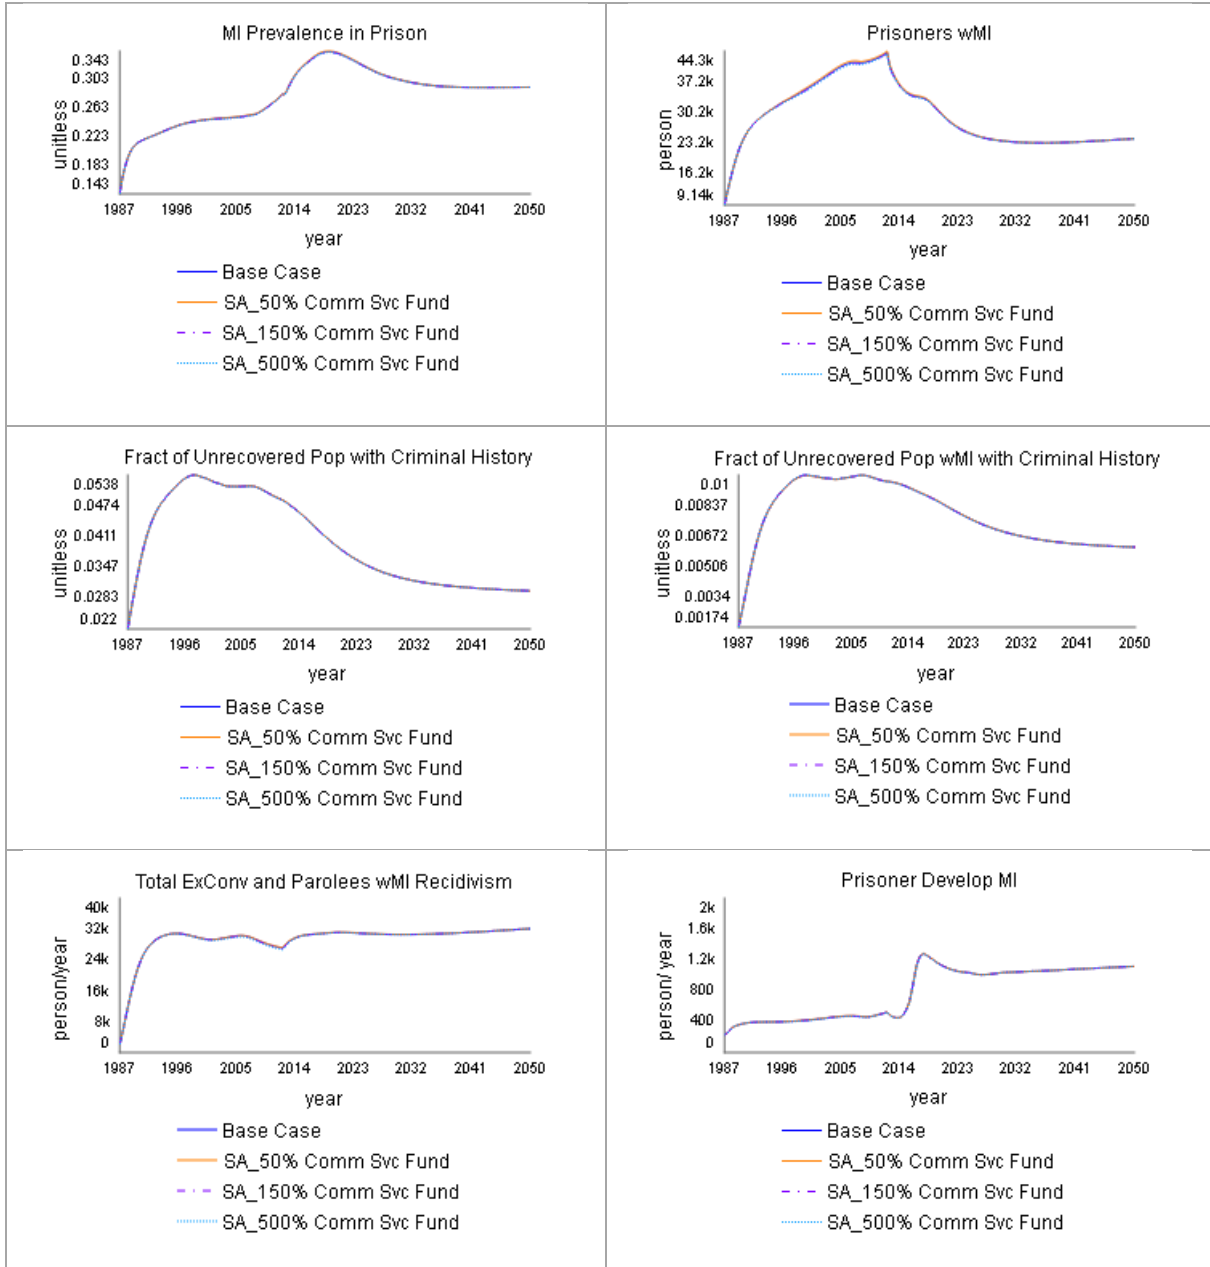 MI Prevalence in Prison
0.343
0.303
0.263
0.223
0.183
0.143
unitless
1987 1996 2005 2014 2023 2032 2041 2050
year
Base Case
SA_50% Comm Svc Fund
SA_150% Comm Svc Fund
SA_500% Comm Svc Fund
Prisoners wMI
44.3k
37.2k
30.2k
23.2k
16.2k
9.14k
person
1987 1996 2005 2014 2023 2032 2041 2050
year
Base Case
SA_50% Comm Svc Fund
SA_150% Comm Svc Fund
SA_500% Comm Svc Fund
Fract of Unrecovered Pop with Criminal History
0.0538
0.0474
0.0411
0.0347
0.0283
0.022
unitless
1987 1996 2005 2014 2023 2032 2041 2050
year
Base Case
SA_50% Comm Svc Fund
SA_150% Comm Svc Fund
SA_500% Comm Svc Fund
Fract of Unrecovered Pop wMI with Criminal History
0.01
0.00837
0.00672
0.00506
0.0034
0.00174
unitless
1987 1996 2005 2014 2023 2032 2041 2050
year
Base Case
SA_50% Comm Svc Fund
SA_150% Comm Svc Fund
SA_500% Comm Svc Fund
Total ExConv and Parolees wMI Recidivism
40k
32k
24k
16k
8k
0
person/year
1987 1996 2005 2014 2023 2032 2041 2050
year
Base Case
SA_50% Comm Svc Fund
SA_150% Comm Svc Fund
SA_500% Comm Svc Fund
Prisoner Develop MI
2k
1.6k
1.2k
800
400
0
person/ year
1987 1996 2005 2014 2023 2032 2041 2050
year
Base Case
SA_50% Comm Svc Fund
SA_150% Comm Svc Fund
SA_500% Comm Svc Fund